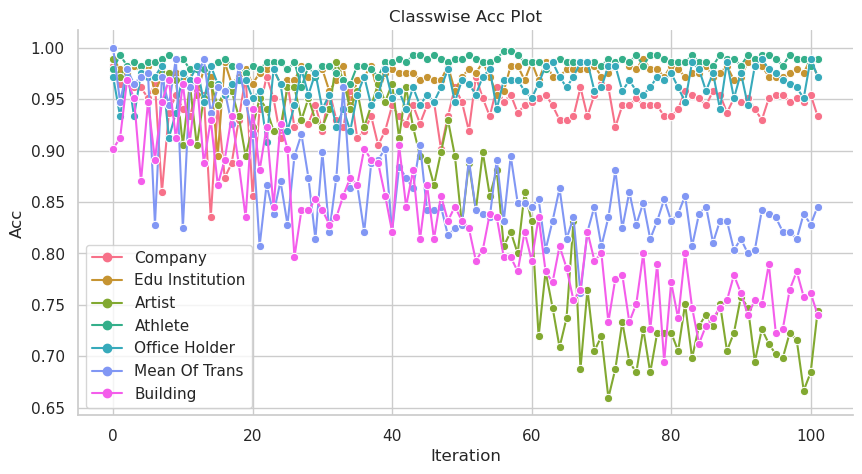 Classwise Acc Plot
1.00
0.95
0.90
0.85
0.80
0.75
0.70
0.65
Acc
Company
Edu Institution
Artist
Athlete
Office Holder
Mean Of Trans
Building
0 20 40 60 80 100
Iteration